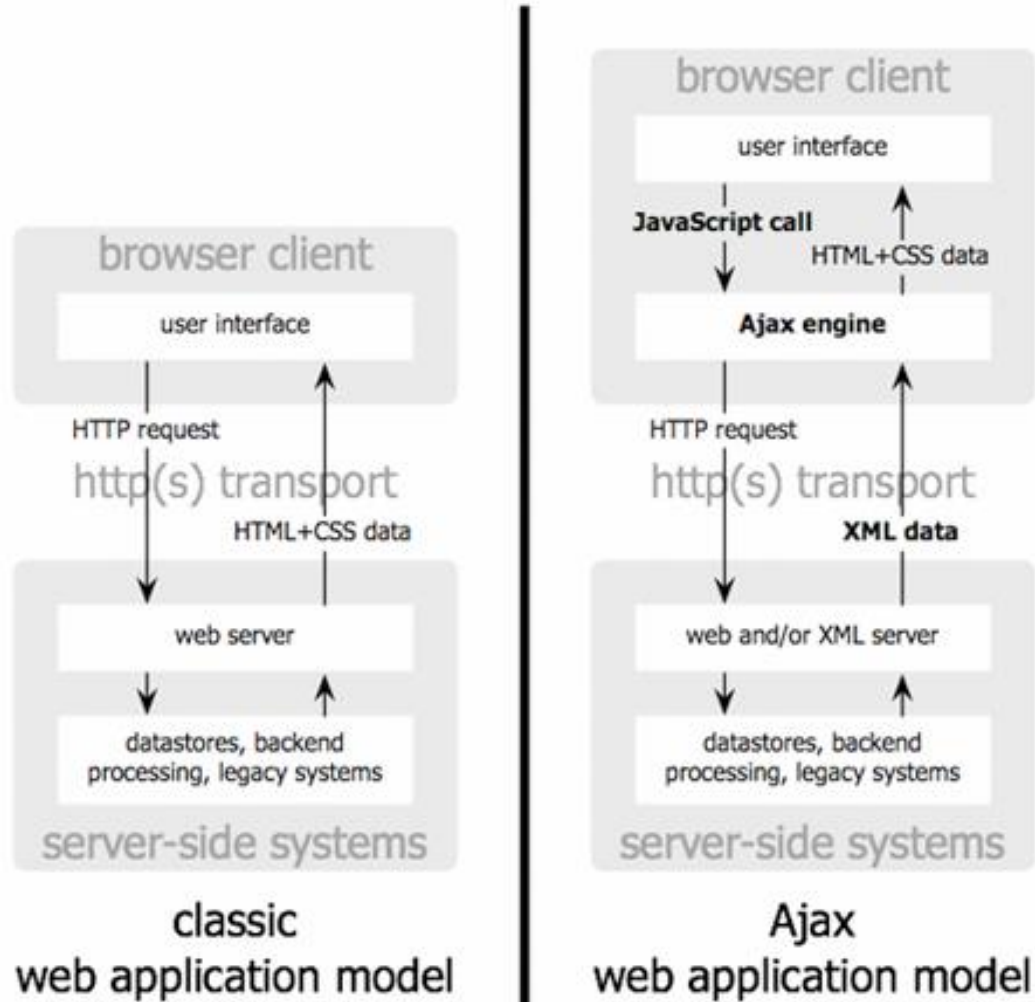 browser client
user interface
HTTP request
http(s) transport
HTML+CSS data
web server
datastores, backend
processing, legacy systems
server-side systems
classic
web application model
browser client
user interface
JavaScript call
HTML+CSS data
Ajax engine
HTTP request
http(s) transport
XML data
web and/or XML server
datastores, backend
processing, legacy systems
server-side systems
Ajax
web application model